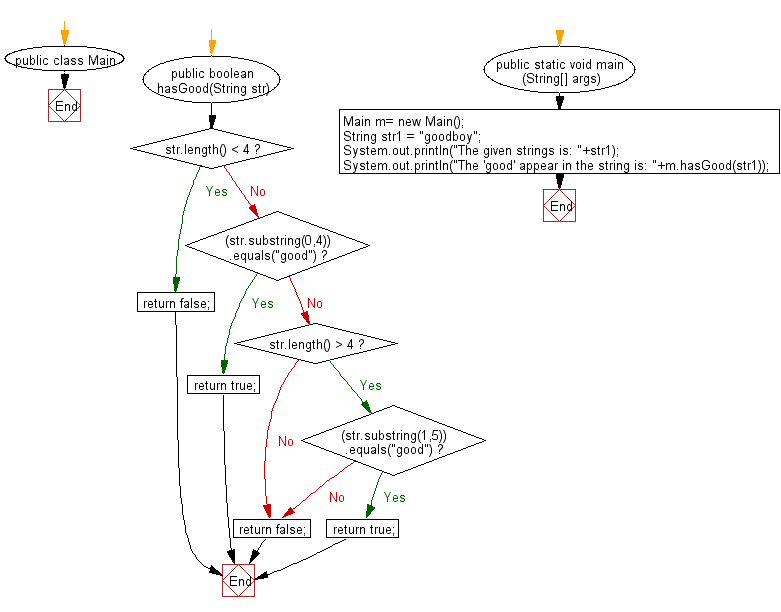 public class Main
End
public boolean
hasGood(String str)
str.length() < 4 ?
Yes
No
(str.substring(0,4))
.equals("good") ?
return false;
Yes
No
str.length() > 4 ?
return true;
Yes
No
(str.substring(1,5))
.equals("good") ?
No
Yes
return false;
return true;
End
public static void main
(String[] args)
Main m= new Main();
String str1 = "goodboy";
System.out.println("The given strings is: "+str1);
System.out.println("The 'good' appear in the string is: "+m.hasGood(str1));
End